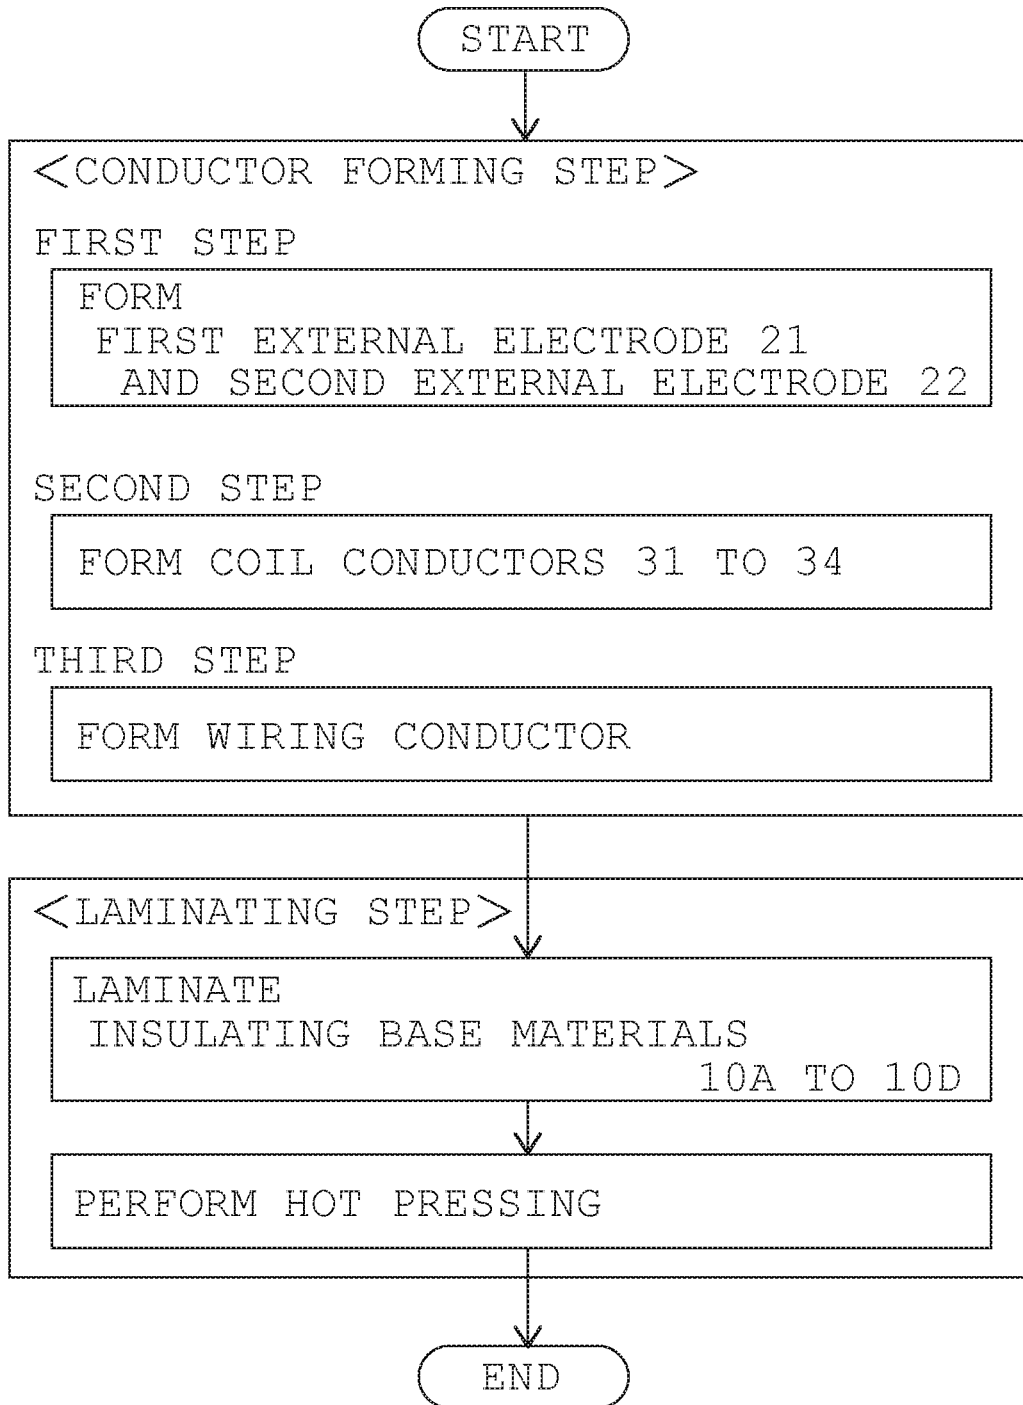 START
<CONDUCTOR FORMING STEP>
FIRST STEP
FORM
FIRST EXTERNAL ELECTRODE 21
AND SECOND EXTERNAL ELECTRODE 22
SECOND STEP
FORM COIL CONDUCTORS 31 TO 34
THIRD STEP
FORM WIRING CONDUCTOR
<LAMINATING STEP>
LAMINATE
INSULATING BASE MATERIALS
10A TO 10D
PERFORM HOT PRESSING
END